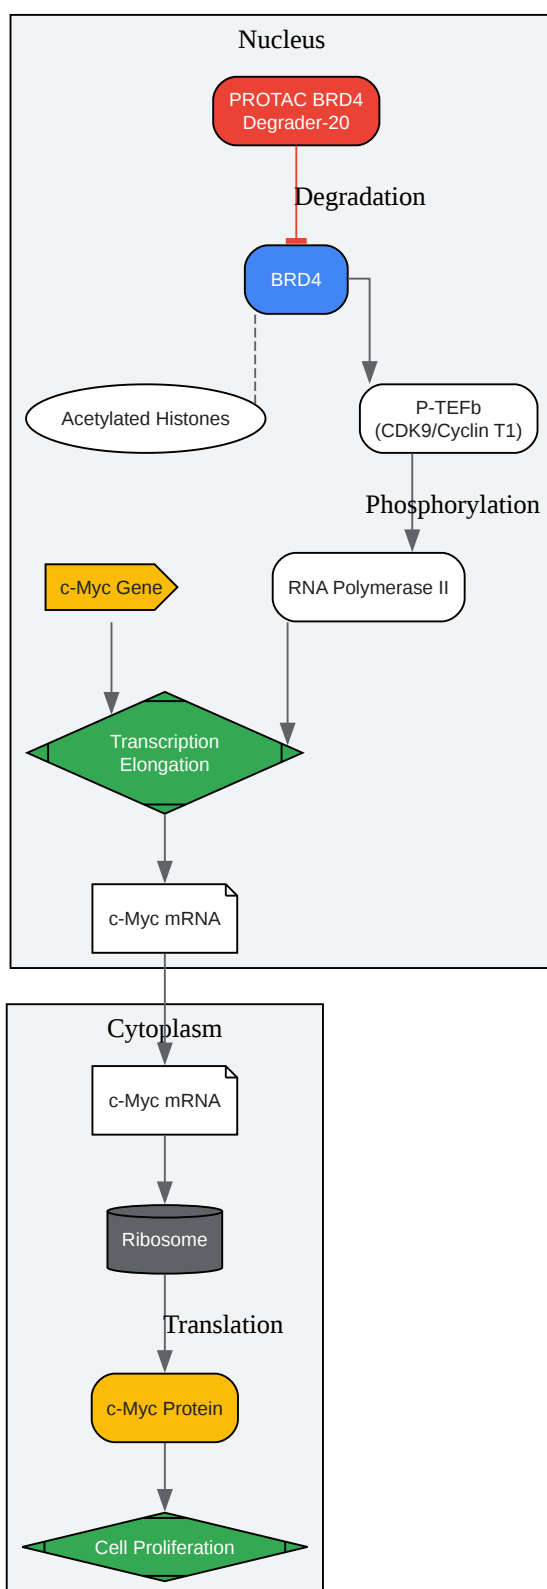 Nucleus
PROTAC BRD4
Degrader-20
Degradation
BRD4
Acetylated Histones
P-TEFb
(CDK9/Cyclin T1)
Phosphorylation
c-Myc Gene
RNA Polymerase II
Transcription
Elongation
c-Myc mRNA
Cytoplasm
c-Myc mRNA
Ribosome
Translation
c-Myc Protein
Cell Proliferation